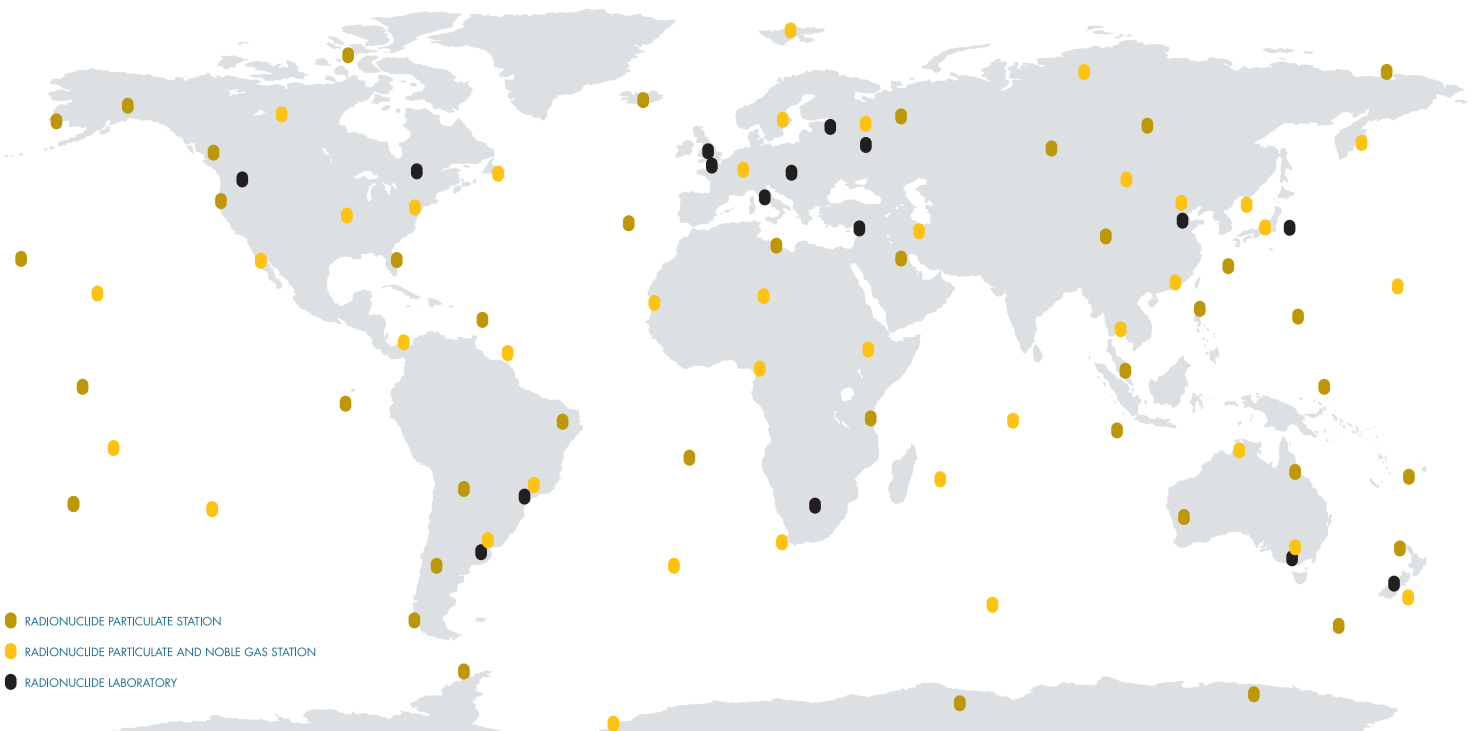 RADIONUCLIDE PARTICULATE STATION
RADIONUCLIDE PARTICULATE AND NOBLE GAS STATION
RADIONUCLIDE LABORATORY